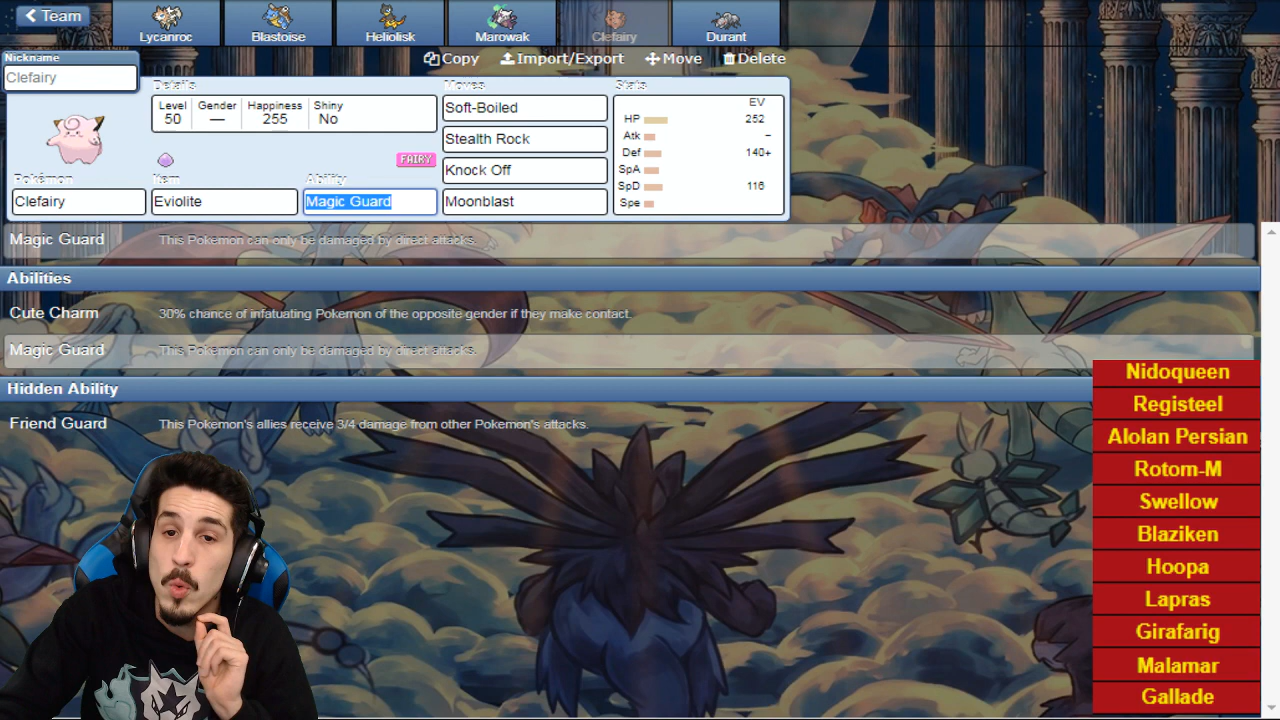 Team
Lycanroc
Blastoise
Heliolisk
Marowak
Clefairy
Durant
Nickname
Clefairy
Copy
Import/Export
Move
Delete
Details
Level Gender Happiness Shiny
50 — 255 No
FAIRY
Pokémon
Clefairy
Item
Eviolite
Ability
Magic Guard
Moves
Soft-Boiled
Stealth Rock
Knock Off
Moonblast
Stats
EV
HP 252
Atk –
Def 140+
SpA
SpD 116
Spe
Magic Guard This Pokemon can only be damaged by direct attacks.
Abilities
Cute Charm 30% chance of infatuating Pokemon of the opposite gender if they make contact.
Magic Guard This Pokemon can only be damaged by direct attacks.
Hidden Ability
Friend Guard This Pokemon's allies receive 3/4 damage from other Pokemon's attacks.
Nidoqueen
Registeel
Alolan Persian
Rotom-M
Swellow
Blaziken
Hoopa
Lapras
Girafarig
Malamar
Gallade